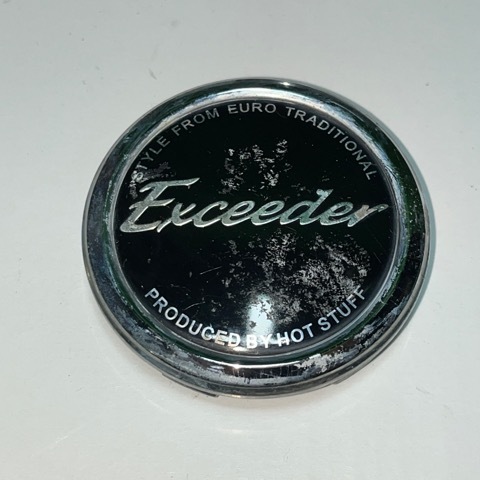 STYLE FROM EURO TRADITIONAL
Exceeder
PRODUCED BY HOT STUFF